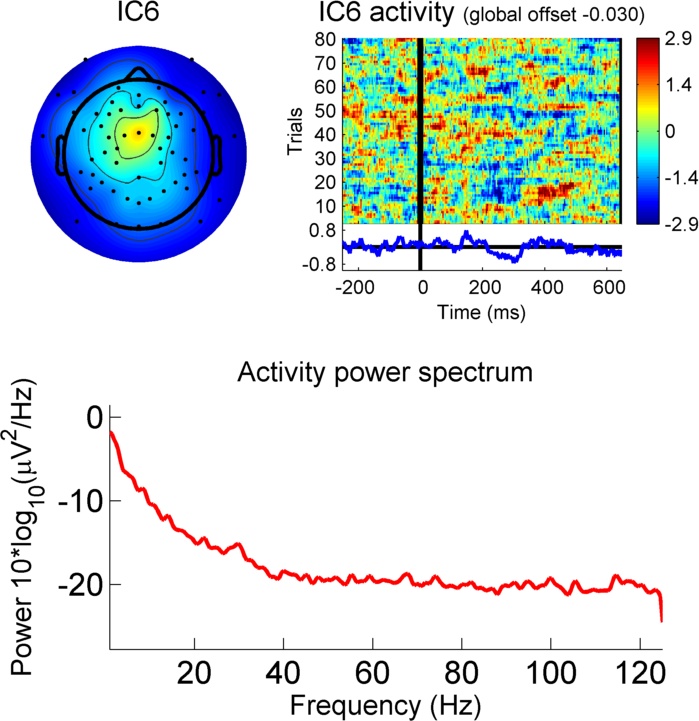 IC6
IC6 activity (global offset -0.030)
Trials
80
70
60
50
40
30
20
10
2.9
1.4
0
-1.4
-2.9
0.8
-0.8
-200 0 200 400 600
Time (ms)
Activity power spectrum
Power 10*log10(μV2/Hz)
0
-10
-20
20 40 60 80 100 120
Frequency (Hz)